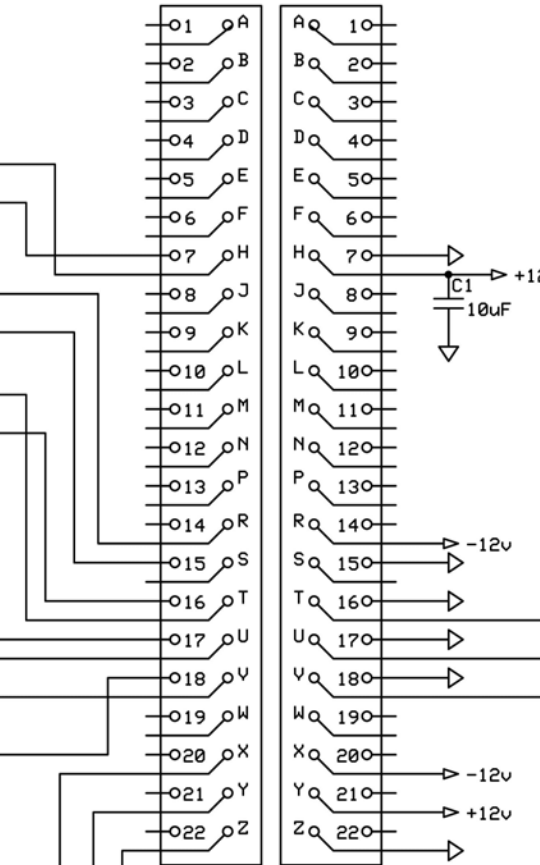 1 A A 1
2 B B 2
3 C C 3
4 D D 4
5 E E 5
6 F F 6
7 H H 7
+12
C1
J J 8
8
10uF
9 K K 9
10 L L 10
11 M M 11
12 N N 12
13 P P 13
14 R R 14
-12v
15 S S 15
16 T T 16
17 U U 17
18 V V 18
19 W W 19
20 X X 20
-12v
21 Y Y 21
+12v
22 Z Z 22